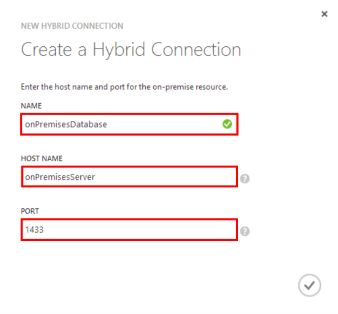 NEW HYBRID CONNECTION
Create a Hybrid Connection
Enter the host name and port for the on-premise resource.
NAME
onPremisesDatabase
HOST NAME
onPremisesServer
PORT
1433